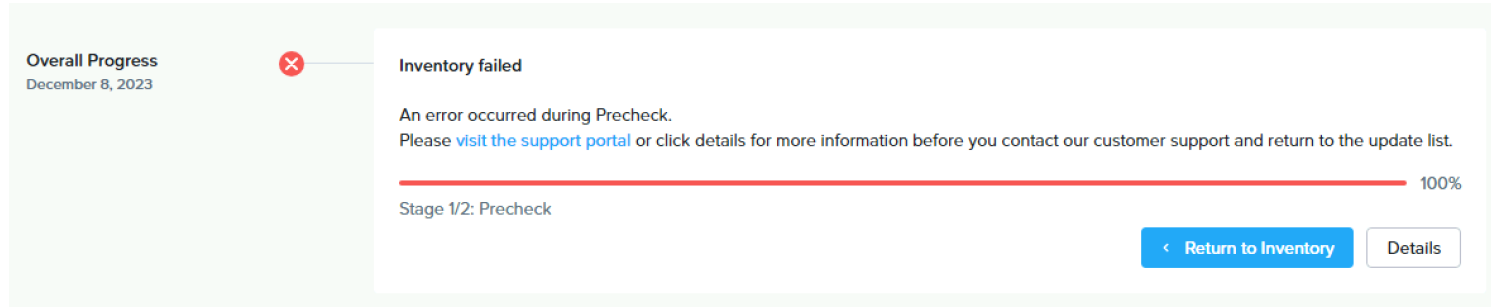 Overall Progress
December 8, 2023
Inventory failed
An error occurred during Precheck.
Please visit the support portal or click details for more information before you contact our customer support and return to the update list.
100%
Stage 1/2: Precheck
Return to Inventory
Details